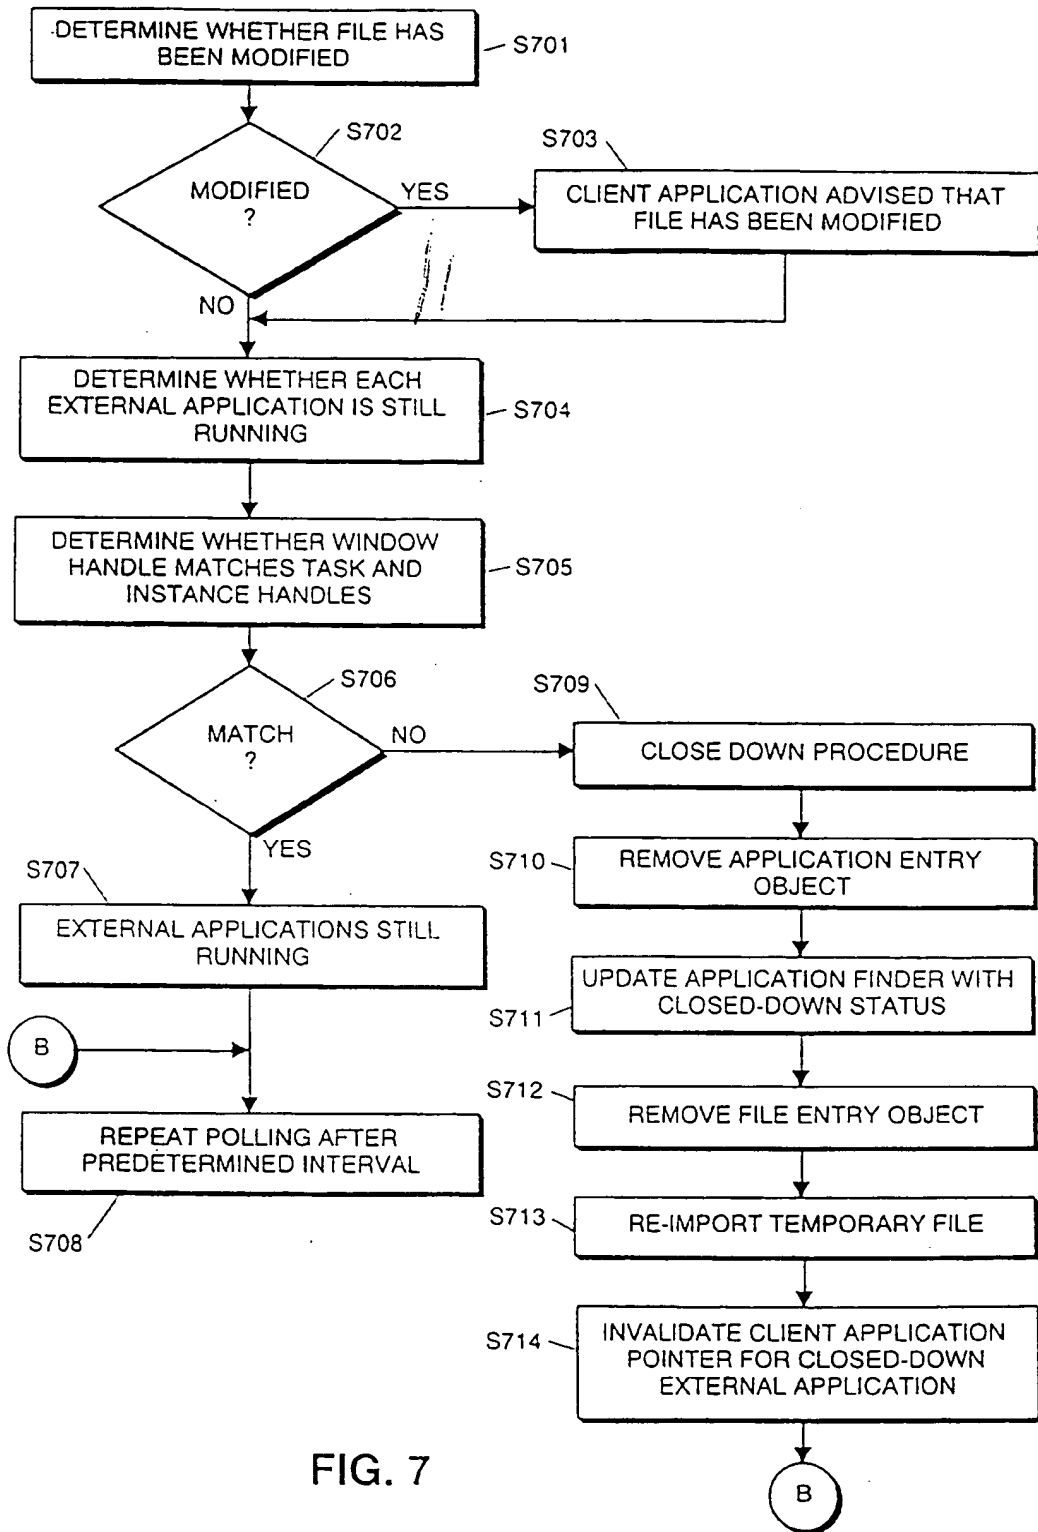 DETERMINE WHETHER FILE HAS
BEEN MODIFIED
S701
S702
MODIFIED
?
YES
NO
S703
CLIENT APPLICATION ADVISED THAT
FILE HAS BEEN MODIFIED
DETERMINE WHETHER EACH
EXTERNAL APPLICATION IS STILL
RUNNING
S704
DETERMINE WHETHER WINDOW
HANDLE MATCHES TASK AND
INSTANCE HANDLES
S705
S706
MATCH
?
NO
YES
S707
EXTERNAL APPLICATIONS STILL
RUNNING
B
REPEAT POLLING AFTER
PREDETERMINED INTERVAL
S708
S709
CLOSE DOWN PROCEDURE
S710
REMOVE APPLICATION ENTRY
OBJECT
UPDATE APPLICATION FINDER WITH
CLOSED-DOWN STATUS
S711
S712
REMOVE FILE ENTRY OBJECT
S713
RE-IMPORT TEMPORARY FILE
S714
INVALIDATE CLIENT APPLICATION
POINTER FOR CLOSED-DOWN
EXTERNAL APPLICATION
B
FIG. 7